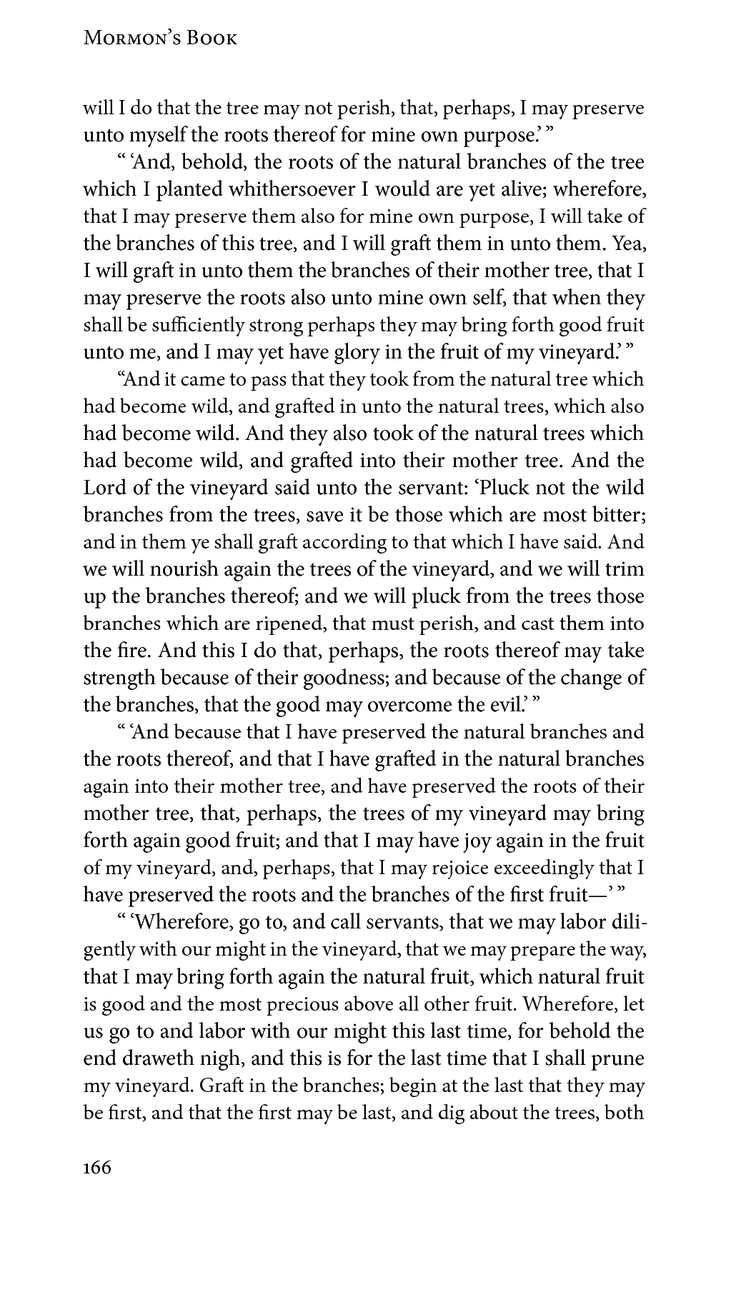 Mormon’s Book
will I do that the tree may not perish, that, perhaps, I may preserve
unto myself the roots thereof for mine own purpose.’ ”
“ ‘And, behold, the roots of the natural branches of the tree
which I planted whithersoever I would are yet alive; wherefore,
that I may preserve them also for mine own purpose, I will take of
the branches of this tree, and I will graft them in unto them. Yea,
I will graft in unto them the branches of their mother tree, that I
may preserve the roots also unto mine own self, that when they
shall be sufficiently strong perhaps they may bring forth good fruit
unto me, and I may yet have glory in the fruit of my vineyard.’ ”
“And it came to pass that they took from the natural tree which
had become wild, and grafted in unto the natural trees, which also
had become wild. And they also took of the natural trees which
had become wild, and grafted into their mother tree. And the
Lord of the vineyard said unto the servant: ‘Pluck not the wild
branches from the trees, save it be those which are most bitter;
and in them ye shall graft according to that which I have said. And
we will nourish again the trees of the vineyard, and we will trim
up the branches thereof; and we will pluck from the trees those
branches which are ripened, that must perish, and cast them into
the fire. And this I do that, perhaps, the roots thereof may take
strength because of their goodness; and because of the change of
the branches, that the good may overcome the evil.’ ”
“ ‘And because that I have preserved the natural branches and
the roots thereof, and that I have grafted in the natural branches
again into their mother tree, and have preserved the roots of their
mother tree, that, perhaps, the trees of my vineyard may bring
forth again good fruit; and that I may have joy again in the fruit
of my vineyard, and, perhaps, that I may rejoice exceedingly that I
have preserved the roots and the branches of the first fruit—’ ”
“ ‘Wherefore, go to, and call servants, that we may labor dili-
gently with our might in the vineyard, that we may prepare the way,
that I may bring forth again the natural fruit, which natural fruit
is good and the most precious above all other fruit. Wherefore, let
us go to and labor with our might this last time, for behold the
end draweth nigh, and this is for the last time that I shall prune
my vineyard. Graft in the branches; begin at the last that they may
be first, and that the first may be last, and dig about the trees, both
166